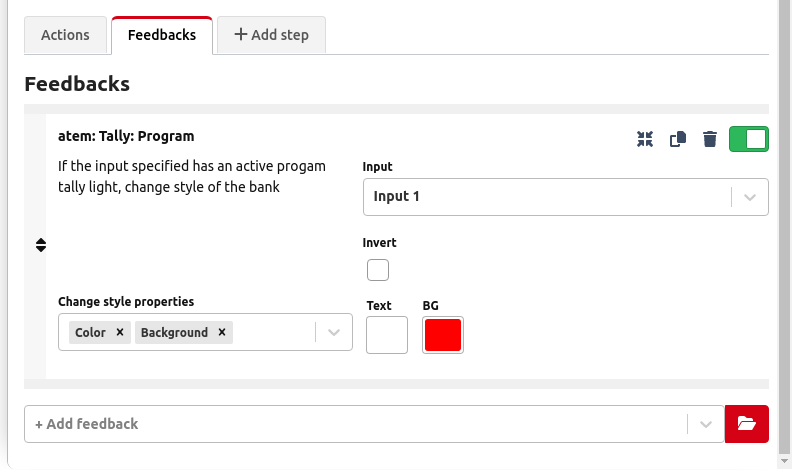 Actions
Feedbacks
+ Add step
Feedbacks
atem: Tally: Program
If the input specified has an active progam
tally light, change style of the bank
Input
Input 1
Invert
Change style properties
Text
BG
Color ×
Background ×
+ Add feedback